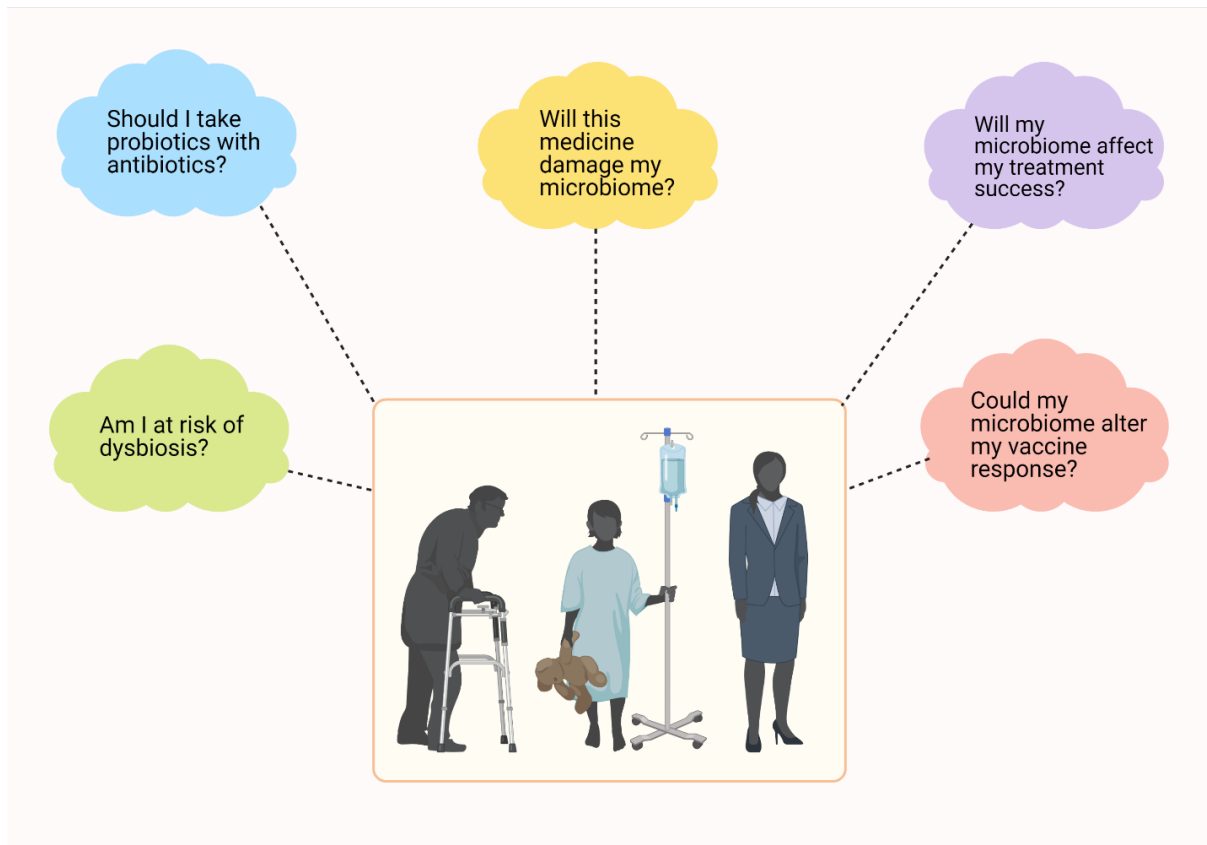 Should I take
probiotics with
antibiotics?
Will this
medicine
damage my
microbiome?
Will my
microbiome affect
my treatment
success?
Am I at risk of
dysbiosis?
Could my
microbiome alter
my vaccine
response?